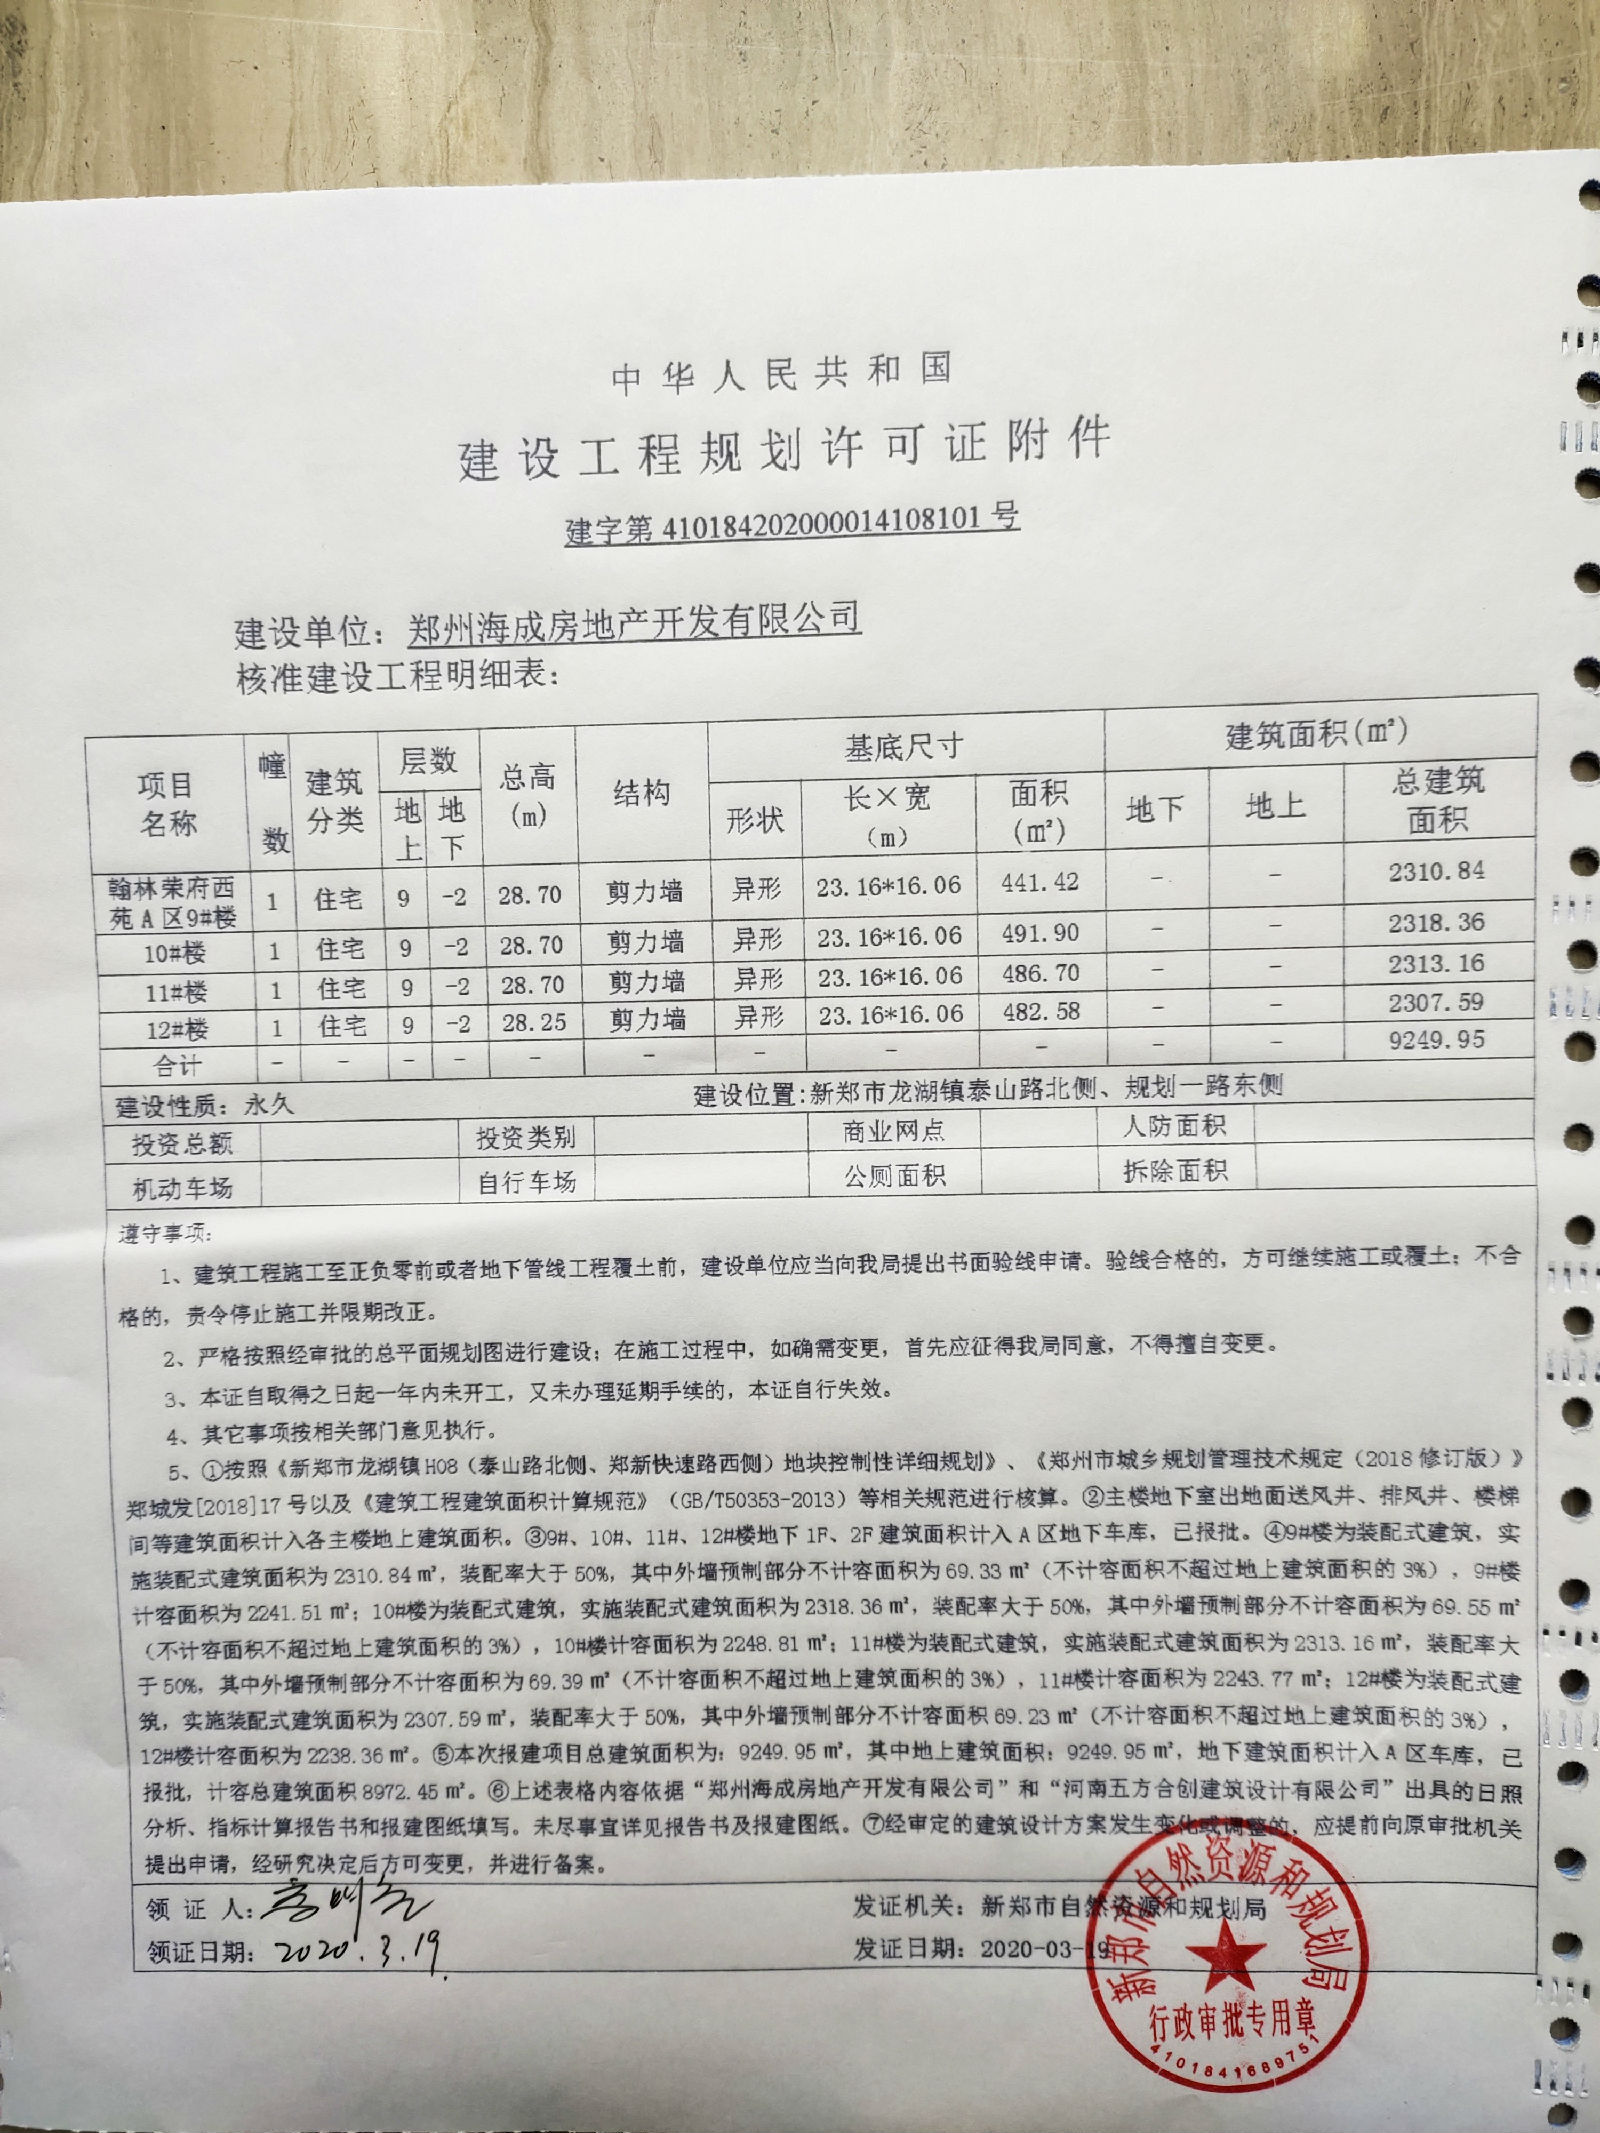 中华人民共和国
建设工程规划许可证附件
建字第 410184202000014108101 号
建设单位：郑州海成房地产开发有限公司
核准建设工程明细表：
项目名称 幢数 建筑分类 层数 地上 地下 总高(m) 结构 基底尺寸 形状 长×宽(m) 面积(㎡) 建筑面积(㎡) 地下 地上 总建筑面积
翰林荣府西苑A区9#楼 1 住宅 9 -2 28.70 剪力墙 异形 23.16*16.06 441.42 - - 2310.84
10#楼 1 住宅 9 -2 28.70 剪力墙 异形 23.16*16.06 491.90 - - 2318.36
11#楼 1 住宅 9 -2 28.70 剪力墙 异形 23.16*16.06 486.70 - - 2313.16
12#楼 1 住宅 9 -2 28.25 剪力墙 异形 23.16*16.06 482.58 - - 2307.59
合计 - - - - - - - - - - - 9249.95
建设性质：永久 建设位置:新郑市龙湖镇泰山路北侧、规划一路东侧
投资总额 投资类别 商业网点 人防面积
机动车场 自行车场 公厕面积 拆除面积
遵守事项：
1、建筑工程施工至正负零前或者地下管线工程覆土前，建设单位应当向我局提出书面验线申请。验线合格的，方可继续施工或覆土；不合
格的，责令停止施工并限期改正。
2、严格按照经审批的总平面规划图进行建设；在施工过程中，如确需变更，首先应征得我局同意，不得擅自变更。
3、本证自取得之日起一年内未开工，又未办理延期手续的，本证自行失效。
4、其它事项按相关部门意见执行。
5、①按照《新郑市龙湖镇H08（泰山路北侧、郑新快速路西侧）地块控制性详细规划》、《郑州市城乡规划管理技术规定（2018修订版）》
郑城发[2018]17号以及《建筑工程建筑面积计算规范》（GB/T50353-2013）等相关规范进行核算。②主楼地下室出地面送风井、排风井、楼梯
间等建筑面积计入各主楼地上建筑面积。③9#、10#、11#、12#楼地下1F、2F建筑面积计入A区地下车库，已报批。④9#楼为装配式建筑，实
施装配式建筑面积为2310.84㎡，装配率大于50%，其中外墙预制部分不计容面积为69.33㎡（不计容面积不超过地上建筑面积的3%），9#楼
计容面积为2241.51㎡；10#楼为装配式建筑，实施装配式建筑面积为2318.36㎡，装配率大于50%，其中外墙预制部分不计容面积为69.55㎡
（不计容面积不超过地上建筑面积的3%），10#楼计容面积为2248.81㎡；11#楼为装配式建筑，实施装配式建筑面积为2313.16㎡，装配率大
于50%，其中外墙预制部分不计容面积为69.39㎡（不计容面积不超过地上建筑面积的3%），11#楼计容面积为2243.77㎡；12#楼为装配式建
筑，实施装配式建筑面积为2307.59㎡，装配率大于50%，其中外墙预制部分不计容面积69.23㎡（不计容面积不超过地上建筑面积的3%），
12#楼计容面积为2238.36㎡。⑤本次报建项目总建筑面积为：9249.95㎡，其中地上建筑面积：9249.95㎡，地下建筑面积计入A区车库，已
报批，计容总建筑面积8972.45㎡。⑥上述表格内容依据“郑州海成房地产开发有限公司”和“河南五方合创建筑设计有限公司”出具的日照
分析、指标计算报告书和报建图纸填写。未尽事宜详见报告书及报建图纸。⑦经审定的建筑设计方案发生变化或调整的，应提前向原审批机关
提出申请，经研究决定后方可变更，并进行备案。
领 证 人： 发证机关：新郑市自然资源和规划局
领证日期：2020.3.19. 发证日期：2020-03-19
新郑市自然资源和规划局
行政审批专用章
4101841689751